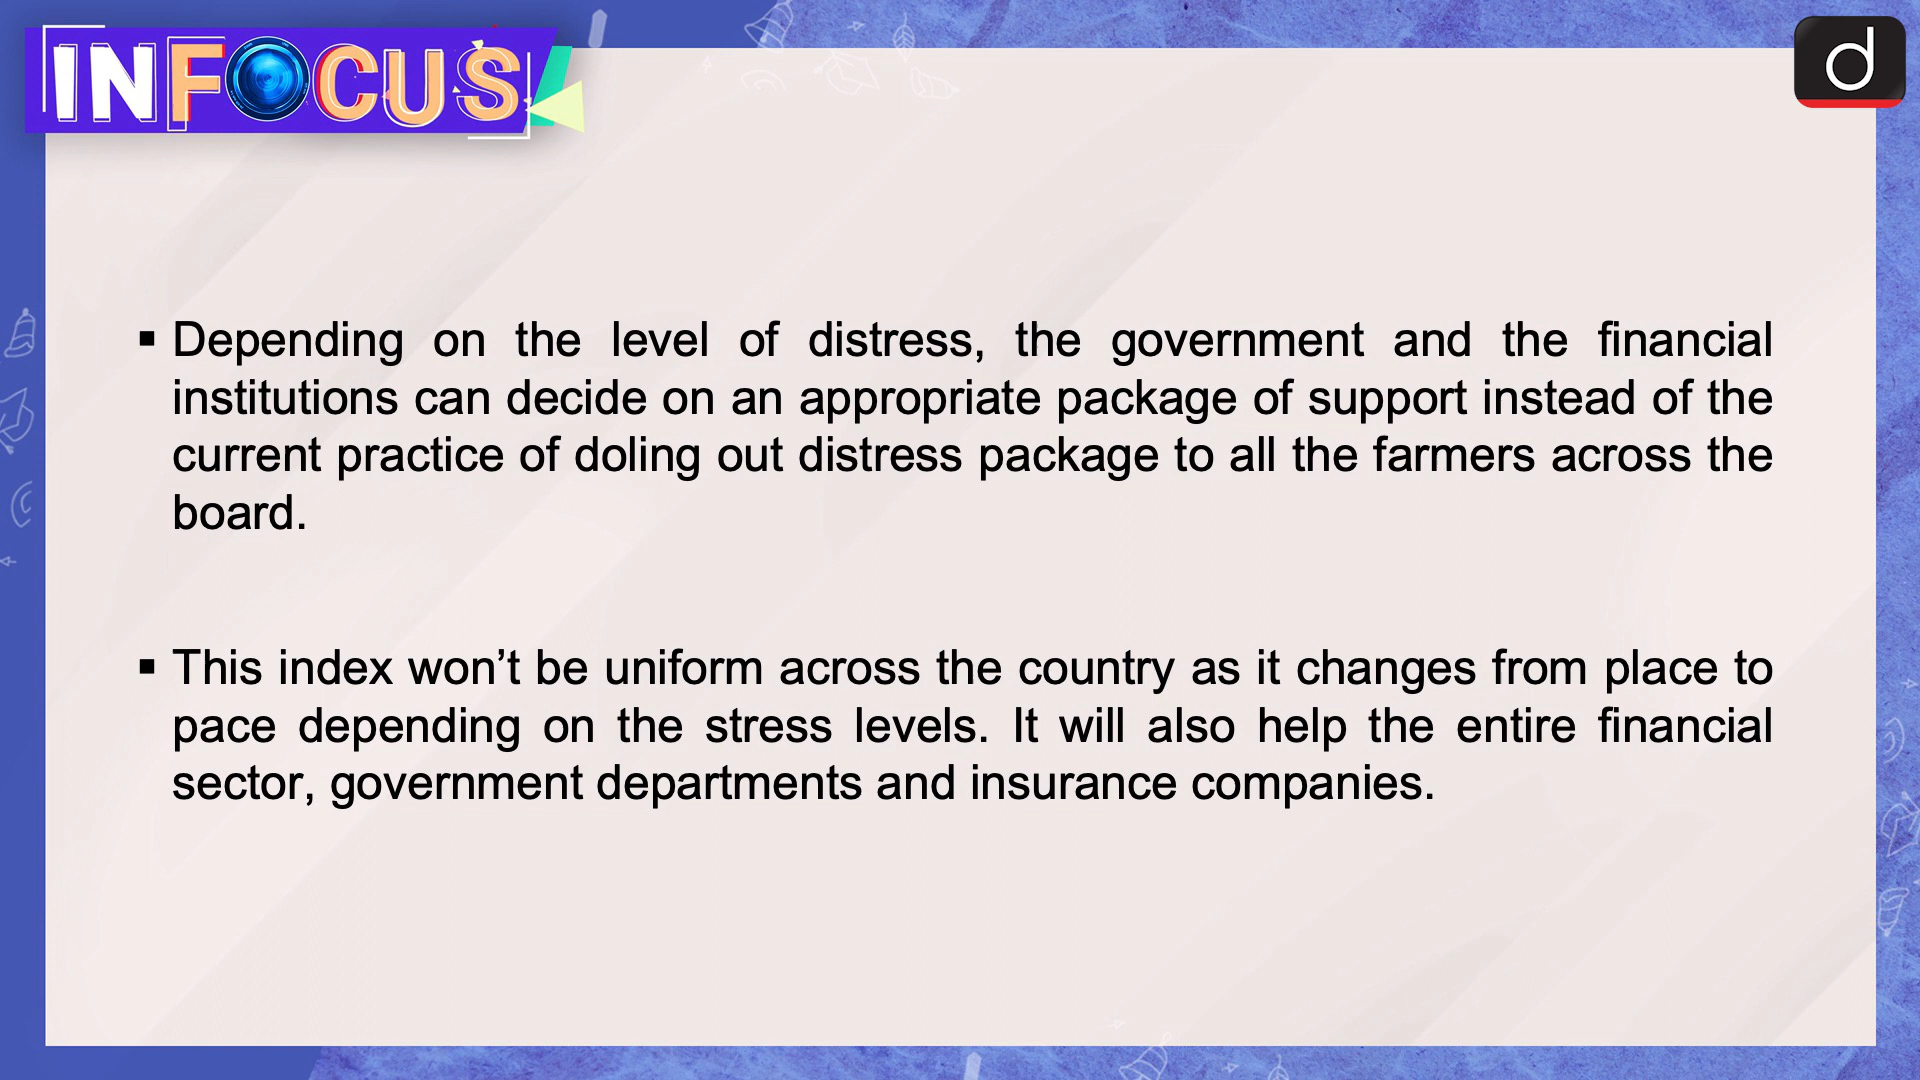 INFOCUS
d
▪ Depending on the level of distress, the government and the financial
institutions can decide on an appropriate package of support instead of the
current practice of doling out distress package to all the farmers across the
board.
▪ This index won’t be uniform across the country as it changes from place to
pace depending on the stress levels. It will also help the entire financial
sector, government departments and insurance companies.